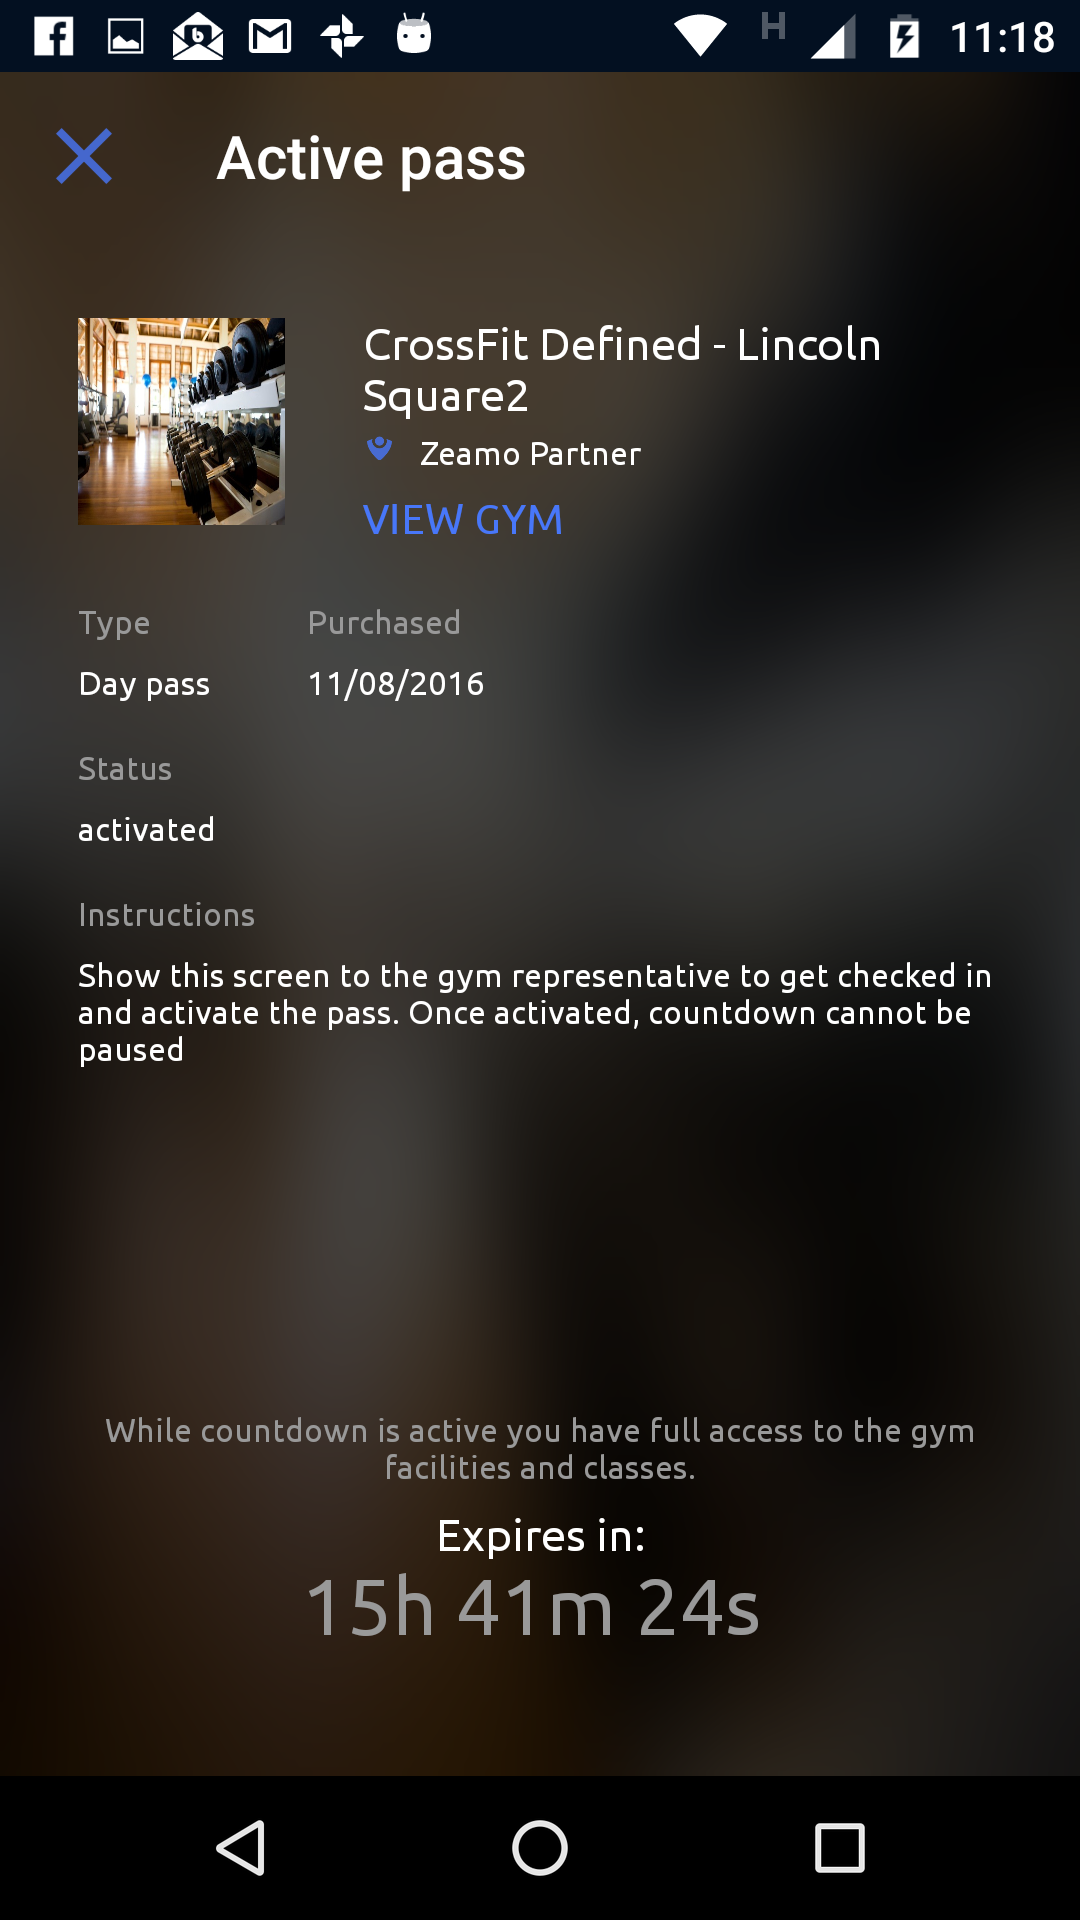 H 11:18
Active pass
CrossFit Defined - Lincoln
Square2
Zeamo Partner
VIEW GYM
Type Purchased
Day pass 11/08/2016
Status
activated
Instructions
Show this screen to the gym representative to get checked in
and activate the pass. Once activated, countdown cannot be
paused
While countdown is active you have full access to the gym
facilities and classes.
Expires in:
15h 41m 24s